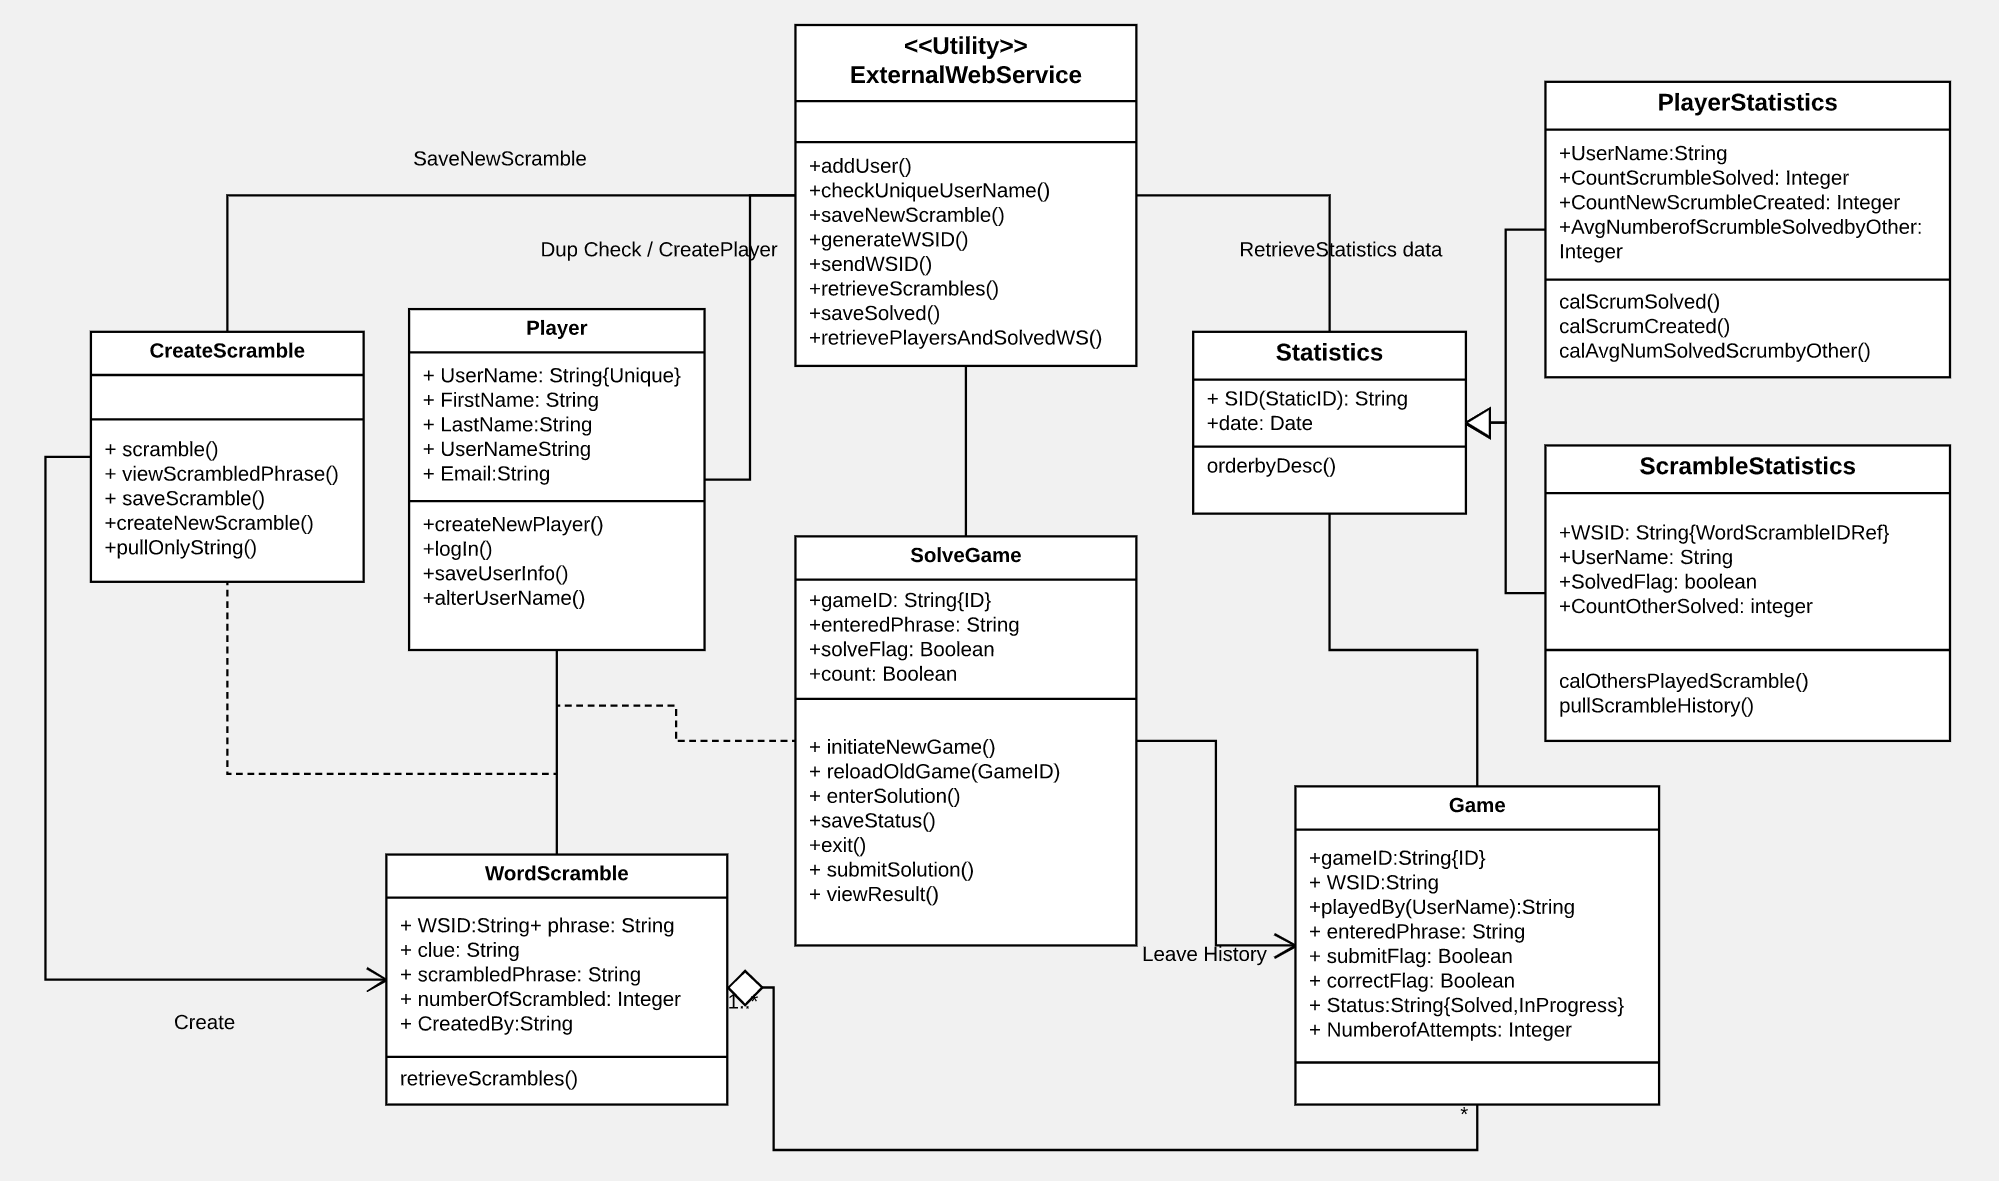 <<Utility>>
ExternalWebService
+addUser()
+checkUniqueUserName()
+saveNewScramble()
+generateWSID()
+sendWSID()
+retrieveScrambles()
+saveSolved()
+retrievePlayersAndSolvedWS()
SaveNewScramble
Dup Check / CreatePlayer
RetrieveStatistics data
PlayerStatistics
+UserName:String
+CountScrumbleSolved: Integer
+CountNewScrumbleCreated: Integer
+AvgNumberofScrumbleSolvedbyOther:
Integer
calScrumSolved()
calScrumCreated()
calAvgNumSolvedScrumbyOther()
CreateScramble
+ scramble()
+ viewScrambledPhrase()
+ saveScramble()
+createNewScramble()
+pullOnlyString()
Player
+ UserName: String{Unique}
+ FirstName: String
+ LastName:String
+ UserNameString
+ Email:String
+createNewPlayer()
+logIn()
+saveUserInfo()
+alterUserName()
Statistics
+ SID(StaticID): String
+date: Date
orderbyDesc()
ScrambleStatistics
+WSID: String{WordScrambleIDRef}
+UserName: String
+SolvedFlag: boolean
+CountOtherSolved: integer
calOthersPlayedScramble()
pullScrambleHistory()
SolveGame
+gameID: String{ID}
+enteredPhrase: String
+solveFlag: Boolean
+count: Boolean
+ initiateNewGame()
+ reloadOldGame(GameID)
+ enterSolution()
+saveStatus()
+exit()
+ submitSolution()
+ viewResult()
Leave History
Game
+gameID:String{ID}
+ WSID:String
+playedBy(UserName):String
+ enteredPhrase: String
+ submitFlag: Boolean
+ correctFlag: Boolean
+ Status:String{Solved,InProgress}
+ NumberofAttempts: Integer
*
WordScramble
+ WSID:String+ phrase: String
+ clue: String
+ scrambledPhrase: String
+ numberOfScrambled: Integer
+ CreatedBy:String
retrieveScrambles()
1..*
Create